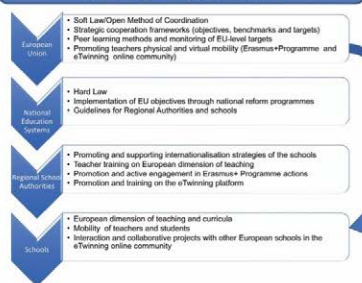 European
Union
• Soft Law/Open Method of Coordination
• Strategic cooperation frameworks (objectives, benchmarks and targets)
• Peer learning methods and monitoring of EU-level targets
• Promoting teachers physical and virtual mobility (Erasmus+Programme and
eTwinning online community)
National
Education
Systems
• Hard Law
• Implementation of EU objectives through national reform programmes
• Guidelines for Regional Authorities and schools
Regional School
Authorities
• Promoting and supporting internationalisation strategies of the schools
• Teacher training on European dimension of teaching
• Promotion and active engagement in Erasmus+ Programme actions
• Promotion and training on the eTwinning platform
Schools
• European dimension of teaching and curricula
• Mobility of teachers and students
• Interaction and collaborative projects with other European schools in the
eTwinning online community